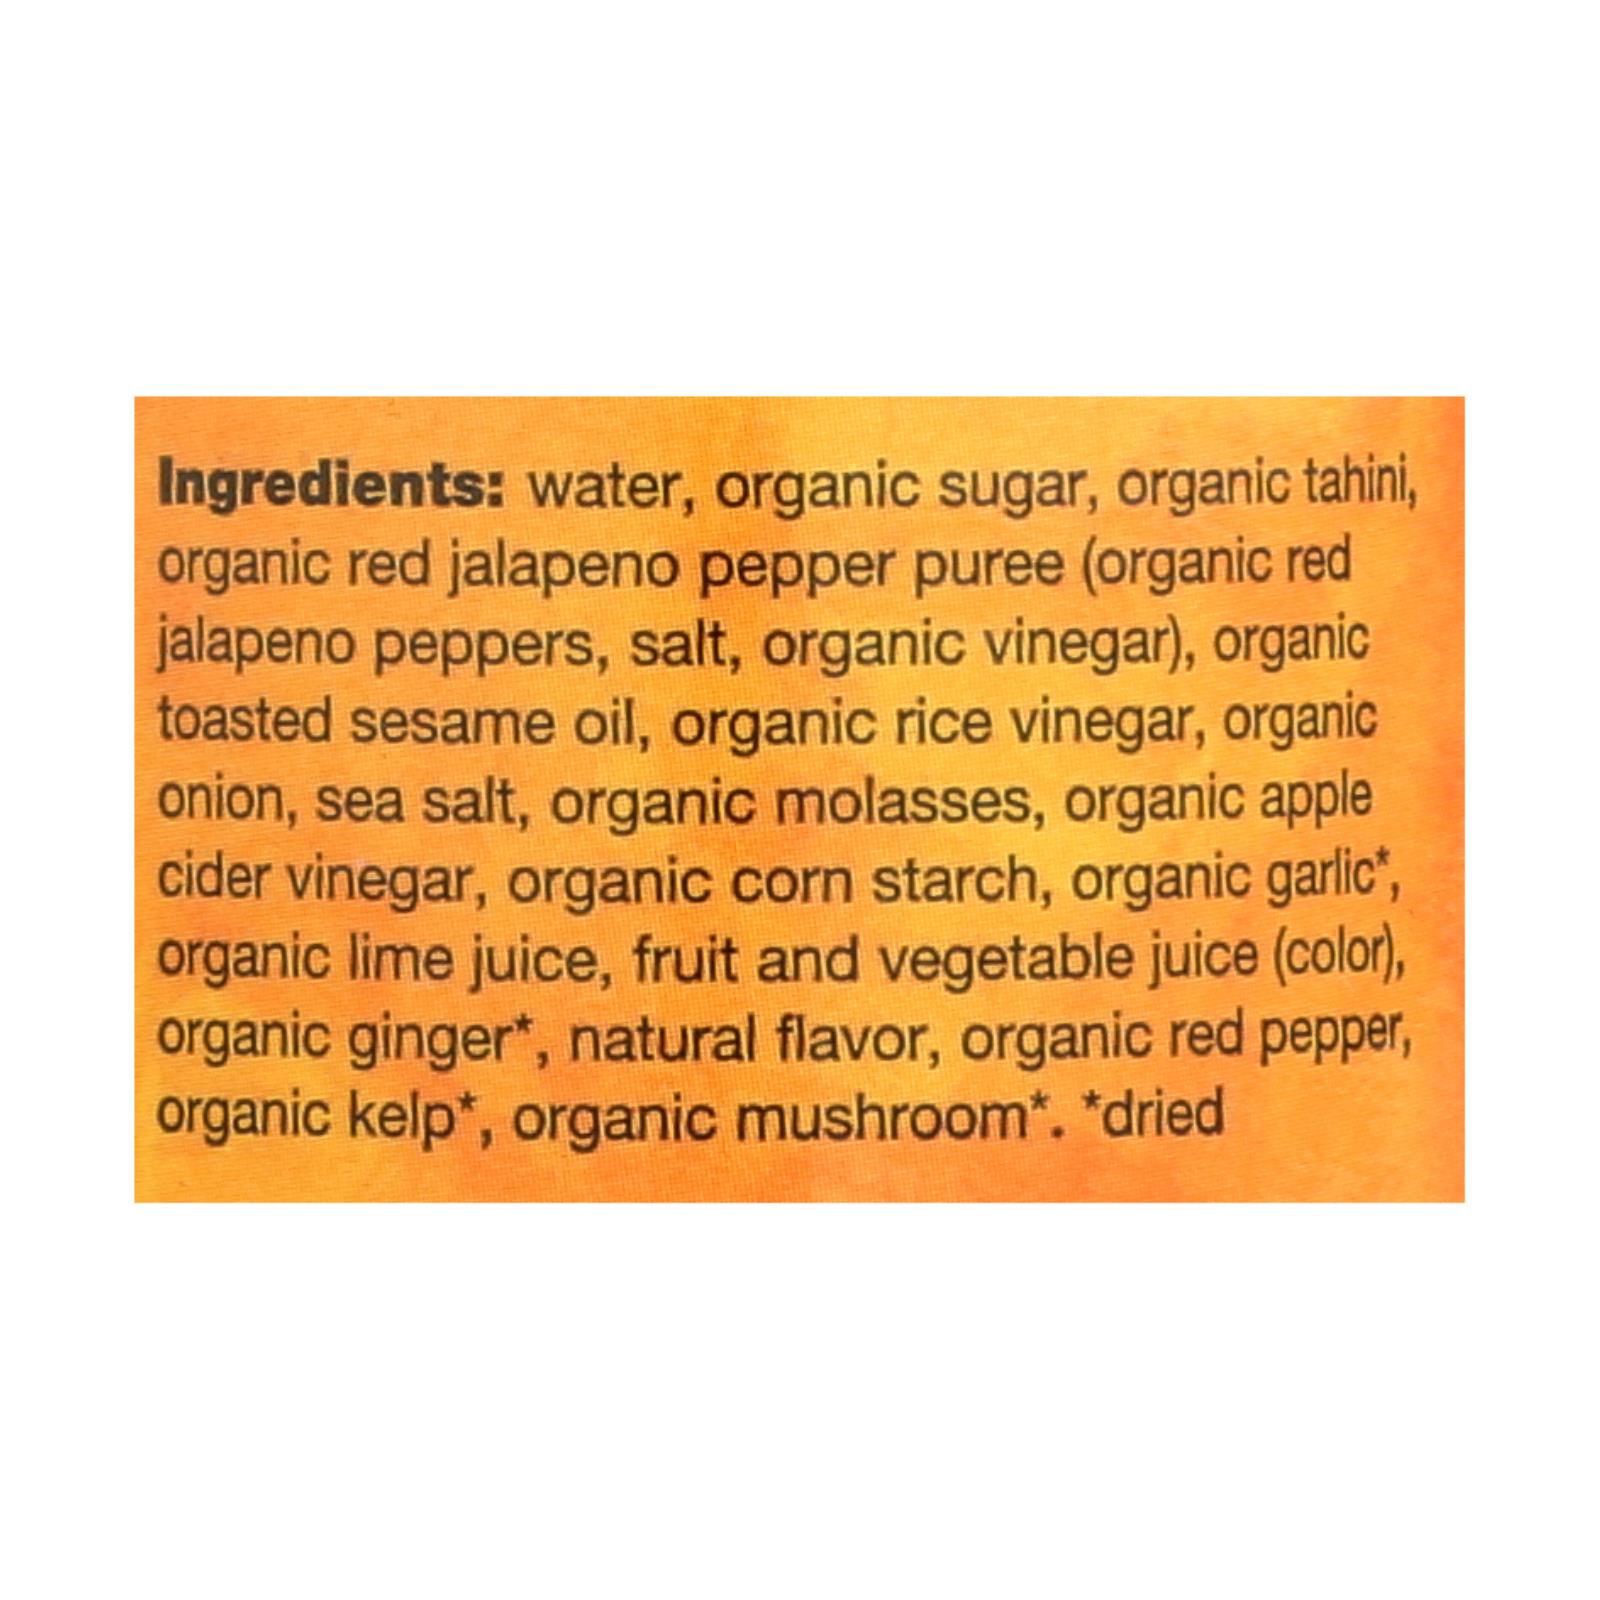 Ingredients: water, organic sugar, organic tahini,
organic red jalapeno pepper puree (organic red
jalapeno peppers, salt, organic vinegar), organic
toasted sesame oil, organic rice vinegar, organic
onion, sea salt, organic molasses, organic apple
cider vinegar, organic corn starch, organic garlic*,
organic lime juice, fruit and vegetable juice (color),
organic ginger*, natural flavor, organic red pepper,
organic kelp*, organic mushroom*. *dried